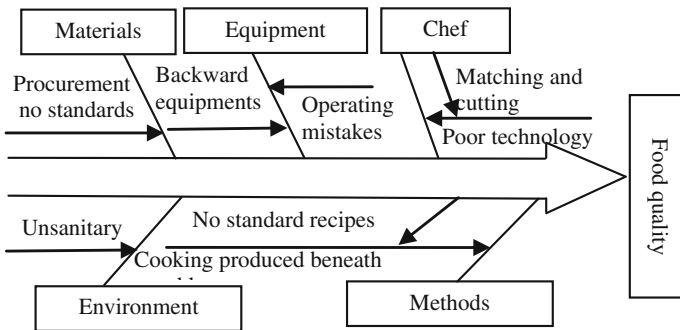 Materials
Equipment
Chef
Procurement
no standards
Backward
equipments
Operating
mistakes
Matching and
cutting
Poor technology
Food quality
Unsanitary
No standard recipes
Cooking produced beneath
Environment
Methods